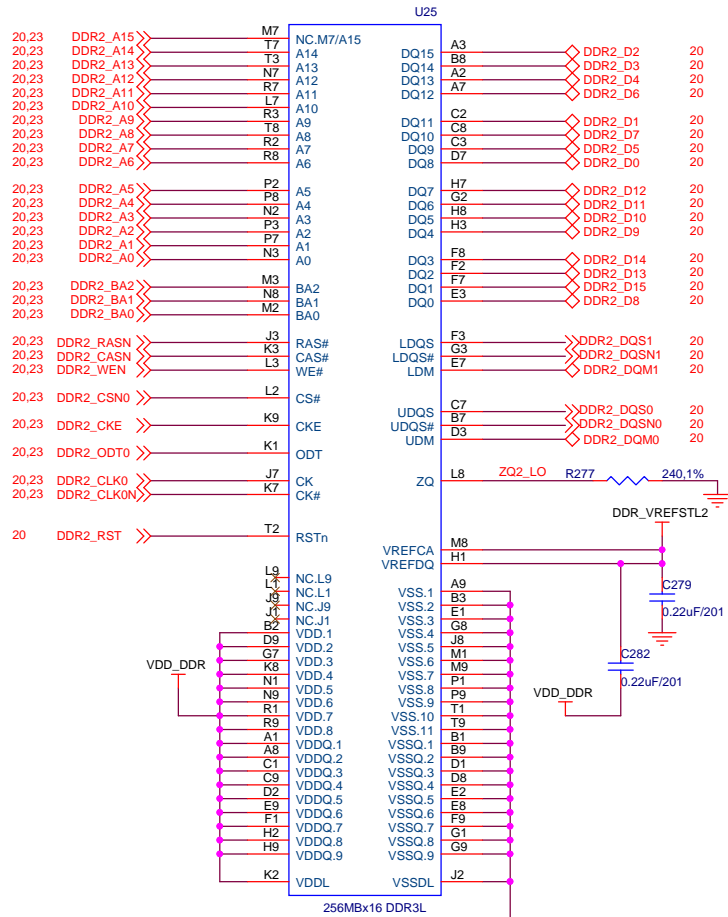 U25
20,23 DDR2_A15 M7 NC.M7/A15
20,23 DDR2_A14 T7 A14
20,23 DDR2_A13 T3 A13
20,23 DDR2_A12 N7 A12
20,23 DDR2_A11 R7 A11
20,23 DDR2_A10 L7 A10
20,23 DDR2_A9 R3 A9
20,23 DDR2_A8 T8 A8
20,23 DDR2_A7 R2 A7
20,23 DDR2_A6 R8 A6
20,23 DDR2_A5 P2 A5
20,23 DDR2_A4 P8 A4
20,23 DDR2_A3 N2 A3
20,23 DDR2_A2 P3 A2
20,23 DDR2_A1 P7 A1
20,23 DDR2_A0 N3 A0
20,23 DDR2_BA2 M3 BA2
20,23 DDR2_BA1 N8 BA1
20,23 DDR2_BA0 M2 BA0
20,23 DDR2_RASN J3 RAS#
20,23 DDR2_CASN K3 CAS#
20,23 DDR2_WEN L3 WE#
20,23 DDR2_CSN0 L2 CS#
20,23 DDR2_CKE K9 CKE
20,23 DDR2_ODT0 K1 ODT
20,23 DDR2_CLK0 J7 CK
20,23 DDR2_CLK0N K7 CK#
20 DDR2_RST T2 RSTn
L9 NC.L9
L1 NC.L1
J9 NC.J9
J1 NC.J1
B2 VDD.1
D9 VDD.2
G7 VDD.3
VDD_DDR
K8 VDD.4
N1 VDD.5
N9 VDD.6
R1 VDD.7
R9 VDD.8
A1 VDDQ.1
A8 VDDQ.2
C1 VDDQ.3
C9 VDDQ.4
D2 VDDQ.5
E9 VDDQ.6
F1 VDDQ.7
H2 VDDQ.8
H9 VDDQ.9
K2 VDDL
DQ15 A3 DDR2_D2 20
DQ14 B8 DDR2_D3 20
DQ13 A2 DDR2_D4 20
DQ12 A7 DDR2_D6 20
DQ11 C2 DDR2_D1 20
DQ10 C8 DDR2_D7 20
DQ9 C3 DDR2_D5 20
DQ8 D7 DDR2_D0 20
DQ7 H7 DDR2_D12 20
DQ6 G2 DDR2_D11 20
DQ5 H8 DDR2_D10 20
DQ4 H3 DDR2_D9 20
DQ3 F8 DDR2_D14 20
DQ2 F2 DDR2_D13 20
DQ1 F7 DDR2_D15 20
DQ0 E3 DDR2_D8 20
LDQS F3 DDR2_DQS1 20
LDQS# G3 DDR2_DQSN1 20
LDM E7 DDR2_DQM1 20
UDQS C7 DDR2_DQS0 20
UDQS# B7 DDR2_DQSN0 20
UDM D3 DDR2_DQM0 20
ZQ L8 ZQ2_LO R277 240,1%
DDR_VREFSTL2
VREFCA M8
VREFDQ H1
C279
0.22uF/201
C282
0.22uF/201
VDD_DDR
VSS.1 A9
VSS.2 B3
VSS.3 E1
VSS.4 G8
VSS.5 J8
VSS.6 M1
VSS.7 M9
VSS.8 P1
VSS.9 P9
VSS.10 T1
VSS.11 T9
VSSQ.1 B1
VSSQ.2 B9
VSSQ.3 D1
VSSQ.4 D8
VSSQ.5 E2
VSSQ.6 E8
VSSQ.7 F9
VSSQ.8 G1
VSSQ.9 G9
VSSDL J2
256MBx16 DDR3L